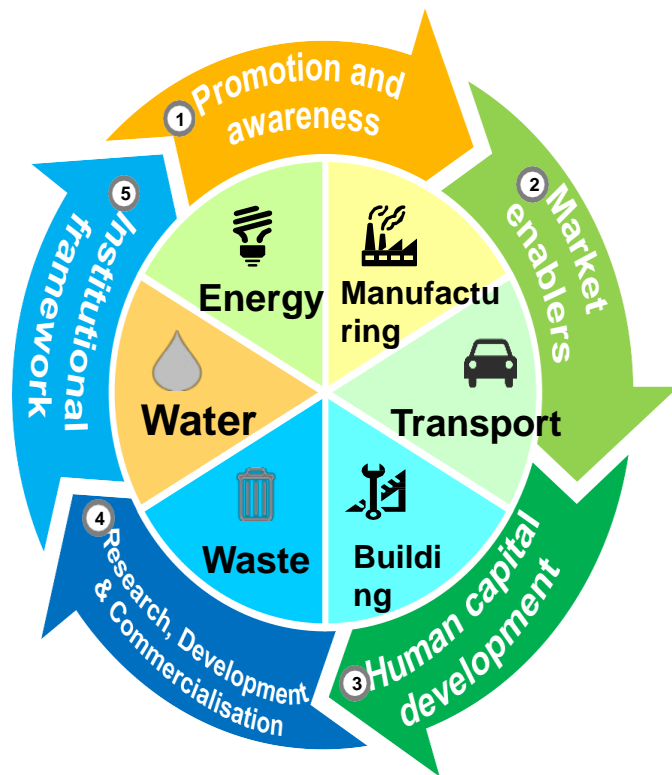 1
Promotion and
awareness
2
Market
enablers
3
Human capital
development
4
Research, Development
& Commercialisation
5
Institutional
framework
Energy
Manufactu
ring
Transport
Buildi
ng
Waste
Water